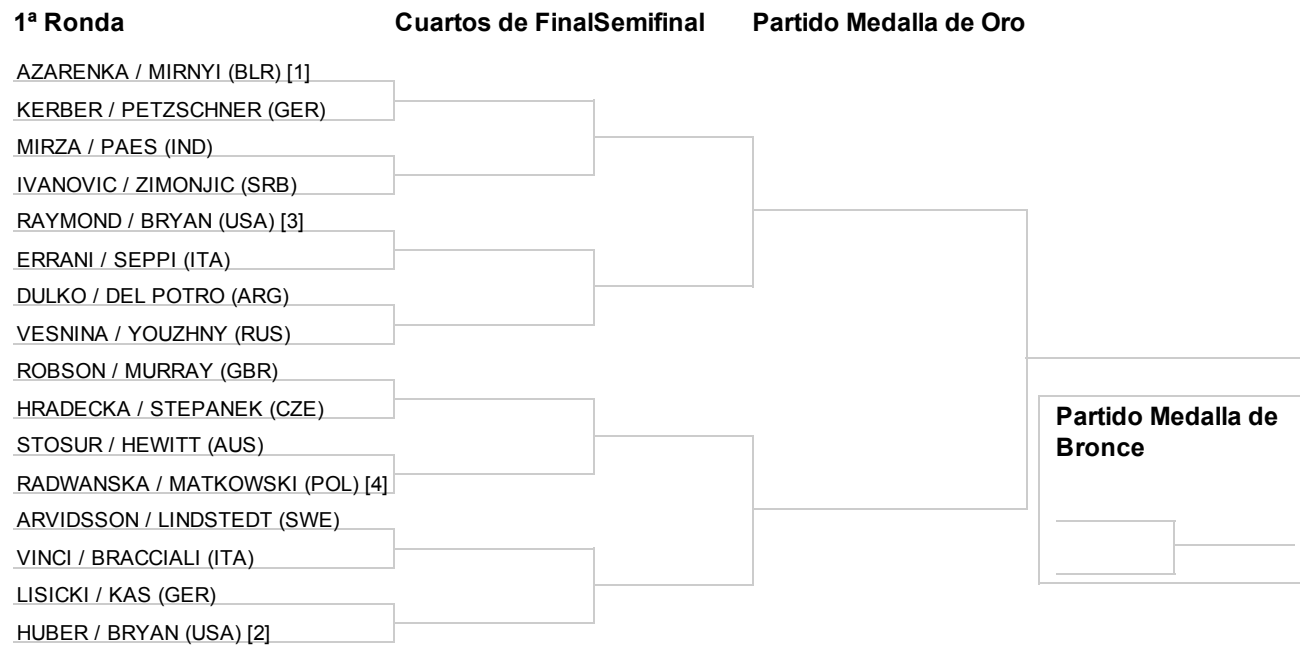 1ª Ronda Cuartos de FinalSemifinal Partido Medalla de Oro
AZARENKA / MIRNYI (BLR) [1]
KERBER / PETZSCHNER (GER)
MIRZA / PAES (IND)
IVANOVIC / ZIMONJIC (SRB)
RAYMOND / BRYAN (USA) [3]
ERRANI / SEPPI (ITA)
DULKO / DEL POTRO (ARG)
VESNINA / YOUZHNY (RUS)
ROBSON / MURRAY (GBR)
HRADECKA / STEPANEK (CZE)
STOSUR / HEWITT (AUS)
RADWANSKA / MATKOWSKI (POL) [4]
ARVIDSSON / LINDSTEDT (SWE)
VINCI / BRACCIALI (ITA)
LISICKI / KAS (GER)
HUBER / BRYAN (USA) [2]
Partido Medalla de
Bronce